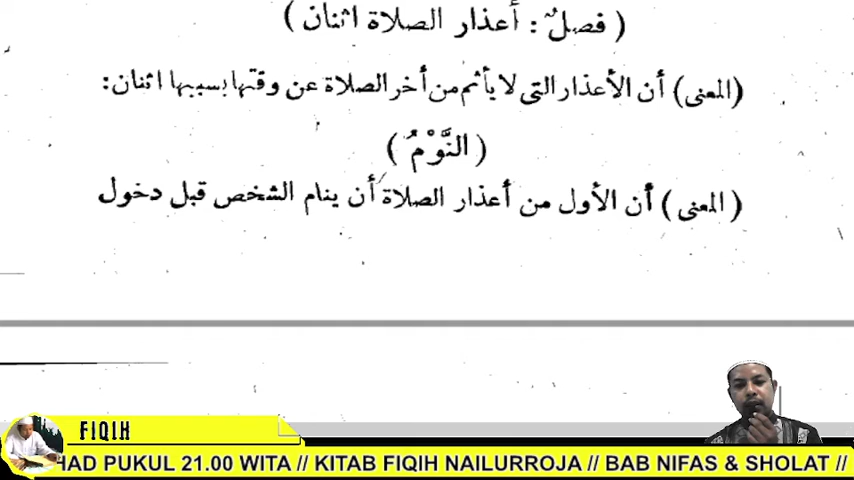 ( فصلٌ : أعذار الصلاة اثنان )
(المعنى) أن الأعذار التى لا يأثم من أخر الصلاة عن وقتها بسببها اثنان :
( النَّوْمُ )
(المعنى) أن الأول من أعذار الصلاة أن ينام الشخص قبل دخول
FIQIH
HAD PUKUL 21.00 WITA // KITAB FIQIH NAILURROJA // BAB NIFAS & SHOLAT //